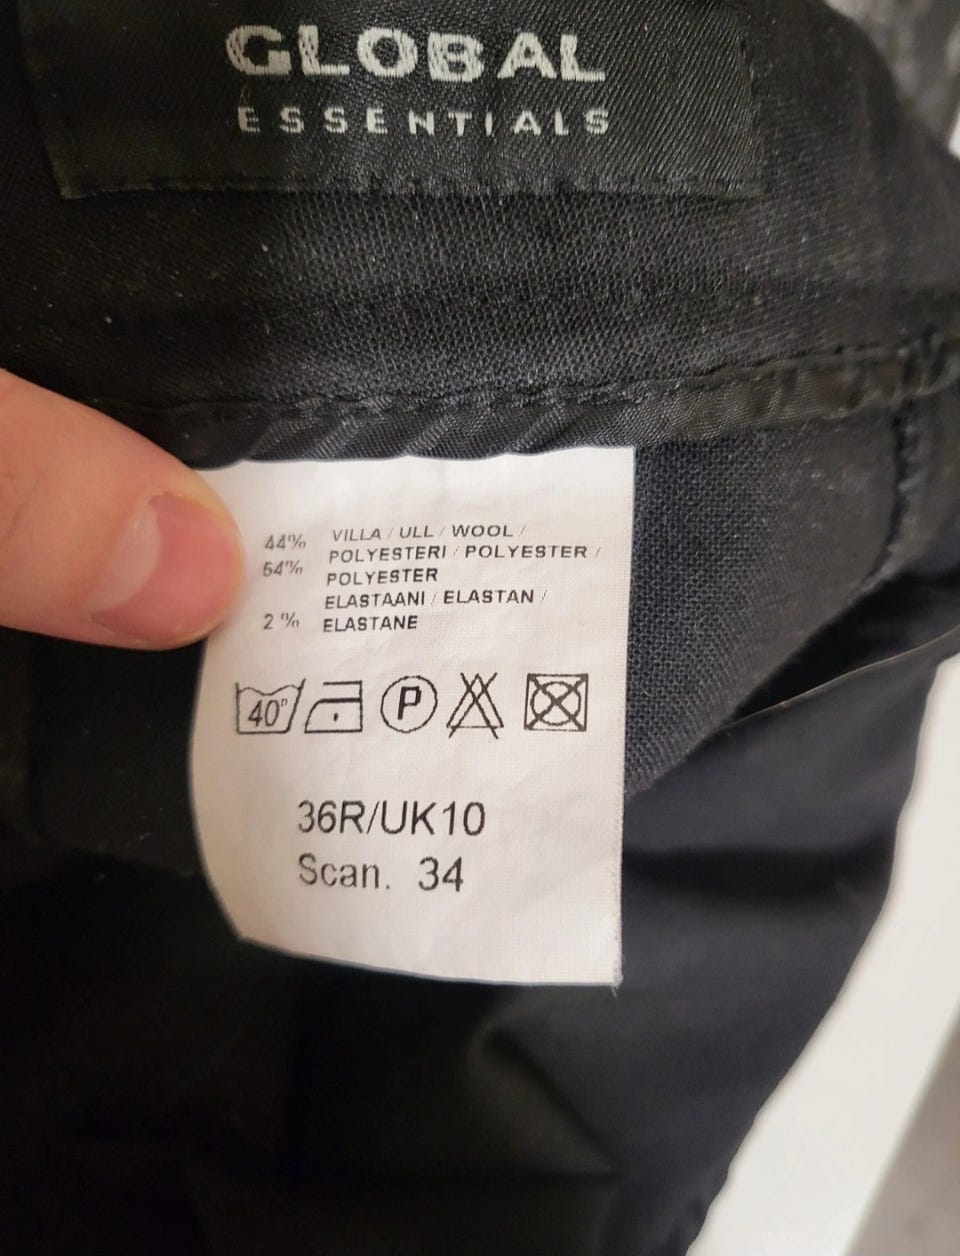 GLOBAL
ESSENTIALS
44% VILLA / ULL / WOOL /
54% POLYESTERI / POLYESTER /
POLYESTER
ELASTAANI / ELASTAN /
2 % ELASTANE
40° P
36R/UK10
Scan. 34